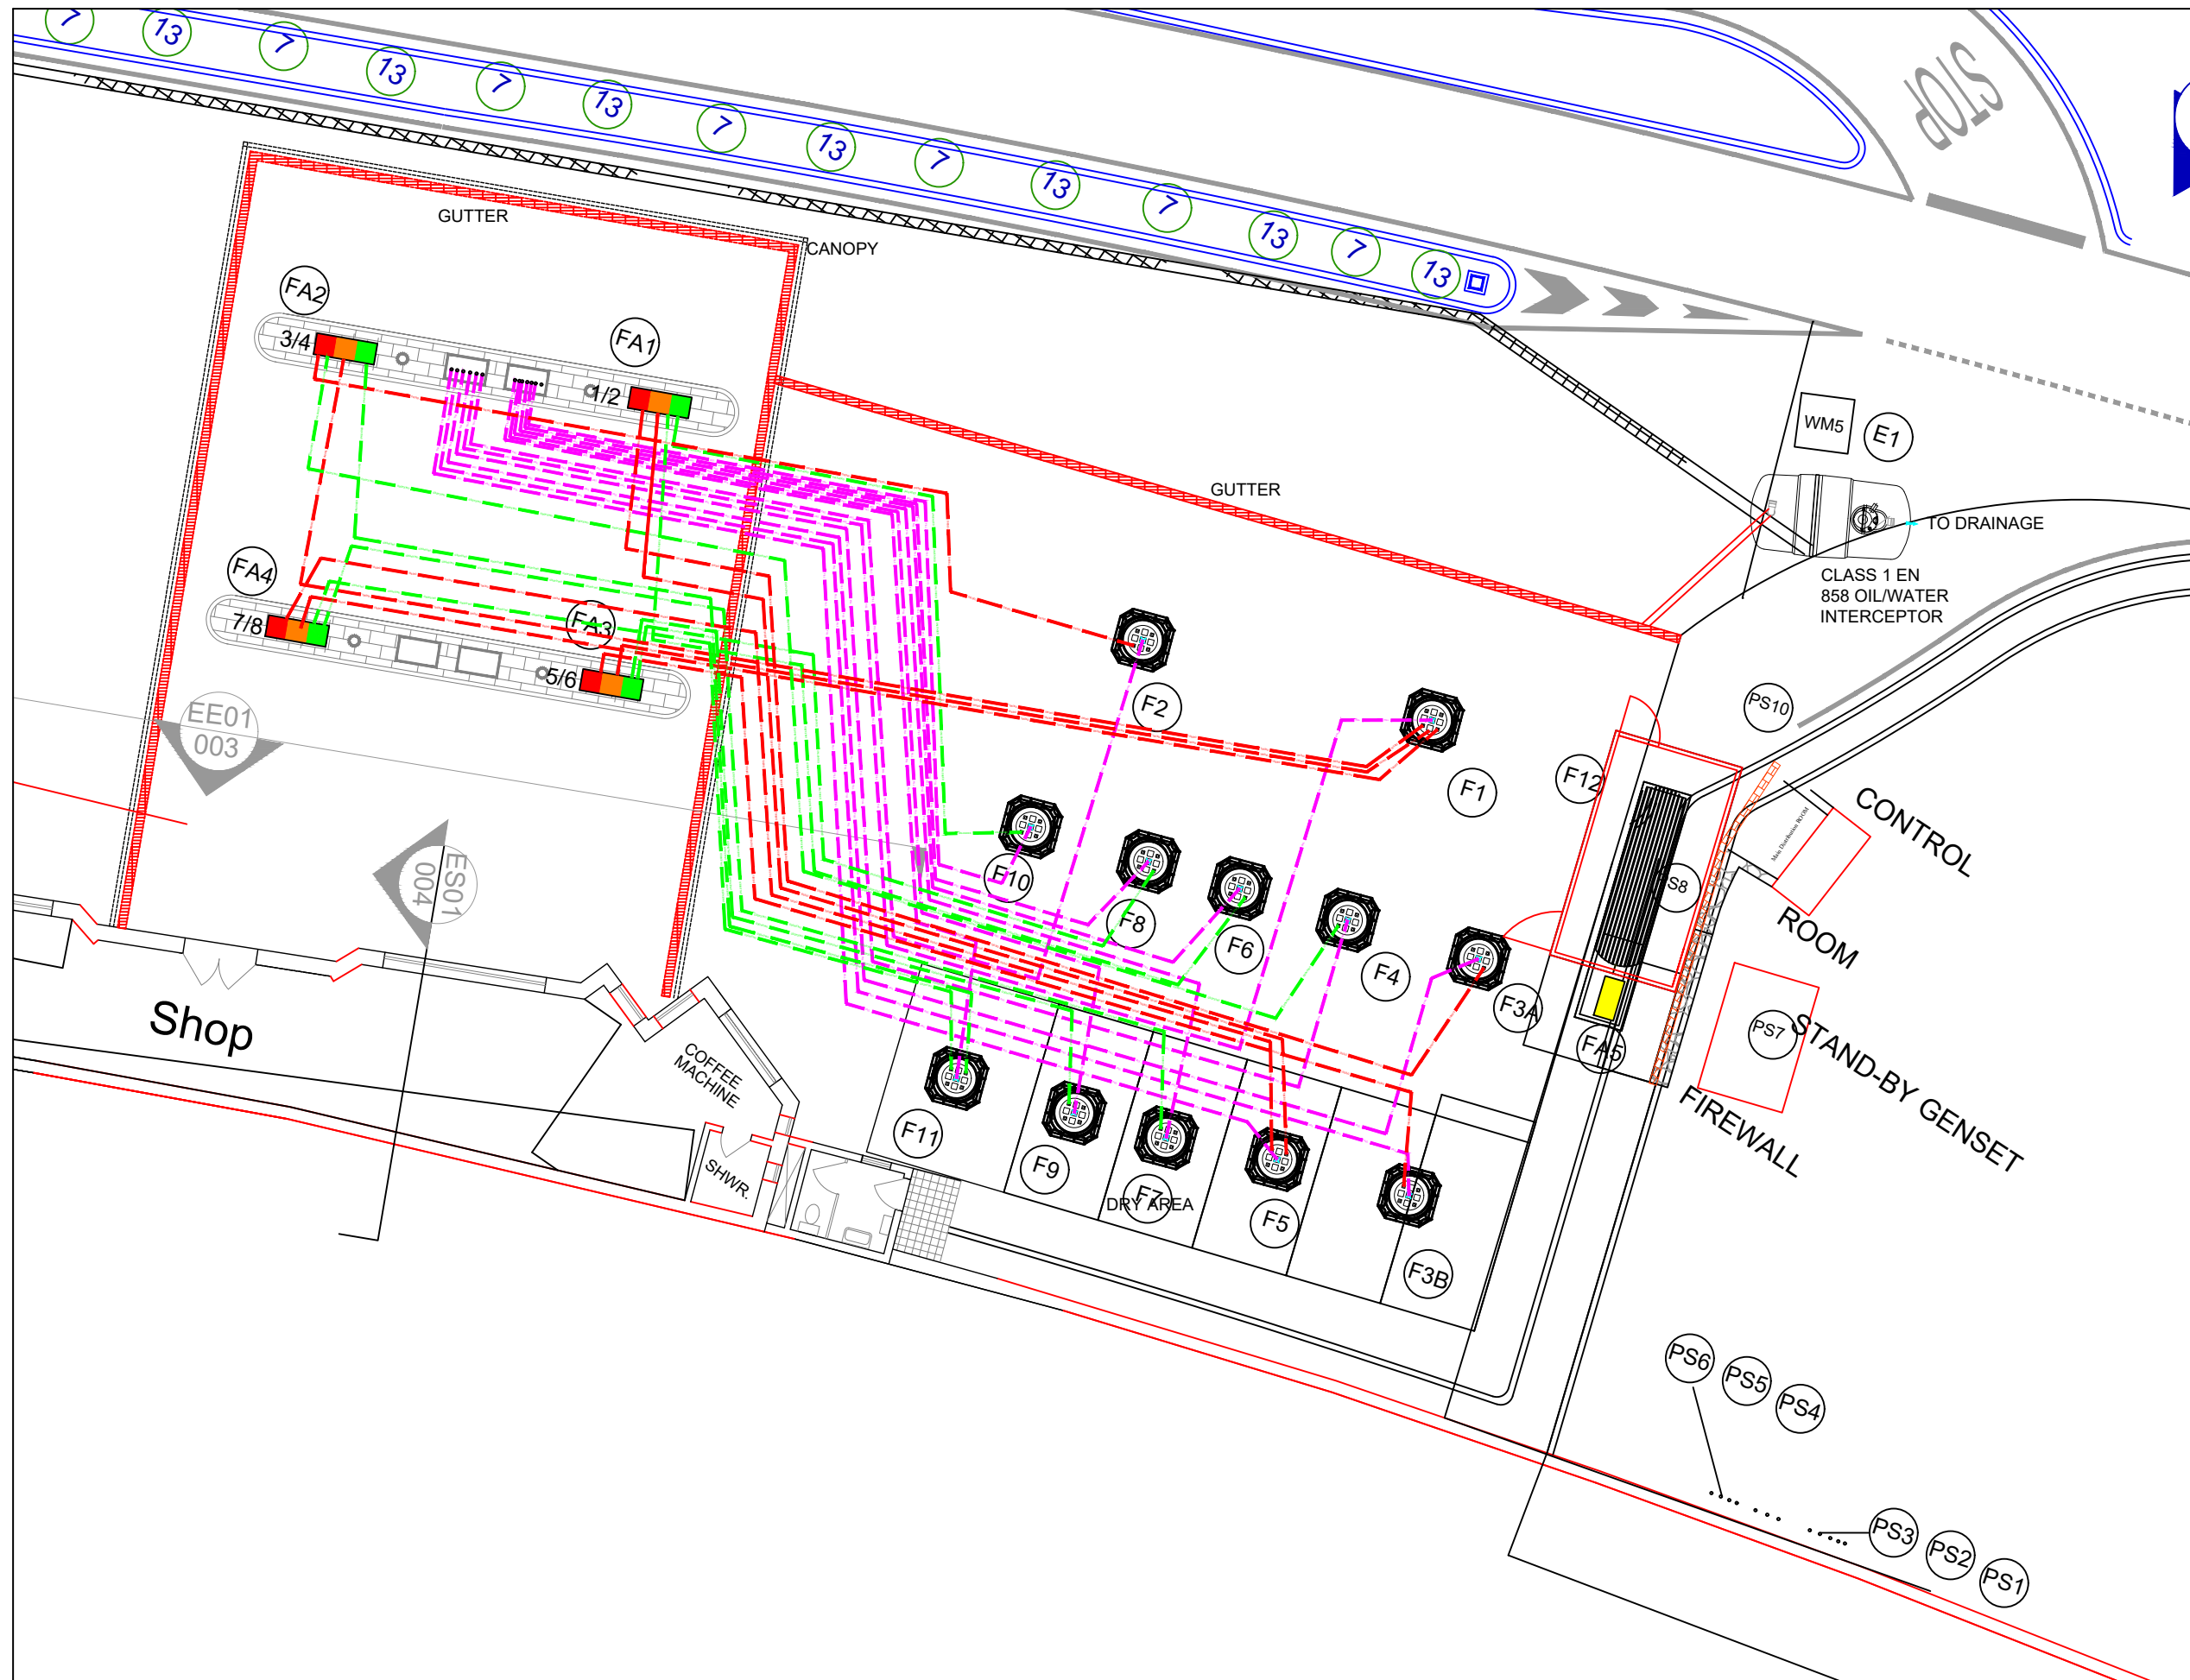 7
13
7
13
7
13
7
13
7
13
7
13
7
13
STOP
GUTTER
CANOPY
FA2
3/4
FA1
1/2
WM5
E1
GUTTER
TO DRAINAGE
CLASS 1 EN
858 OIL/WATER
INTERCEPTOR
FA4
7/8
FA3
5/6
EE01
003
F2
F1
PS10
F12
CONTROL
ROOM
Main Distribution ROOM
ES01
004
F10
F8
F6
F4
F3A
S8
FA5
PS7
STAND-BY GENSET
FIREWALL
Shop
COFFEE
MACHINE
SHWR.
F11
F9
F7
DRY AREA
F5
F3B
PS6
PS5
PS4
PS3
PS2
PS1